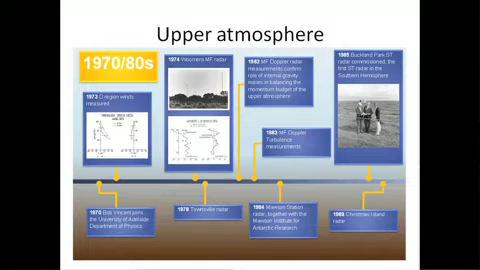 Upper atmosphere
1970/80s
1973 D region winds
measured
1974 Woomera MF radar
1982 MF Doppler radar
measurements confirm
role of internal gravity
waves in balancing the
momentum budget of the
upper atmosphere
1983 MF Doppler
Turbulence
measurements
1985 Buckland Park ST
radar commissioned, the
first ST radar in the
Southern Hemisphere
1970 Bob Vincent joins
the University of Adelaide
Department of Physics
1978 Townsville radar
1984 Mawson Station
radar, together with the
Mawson Institute for
Antarctic Research
1989 Christmas Island
radar